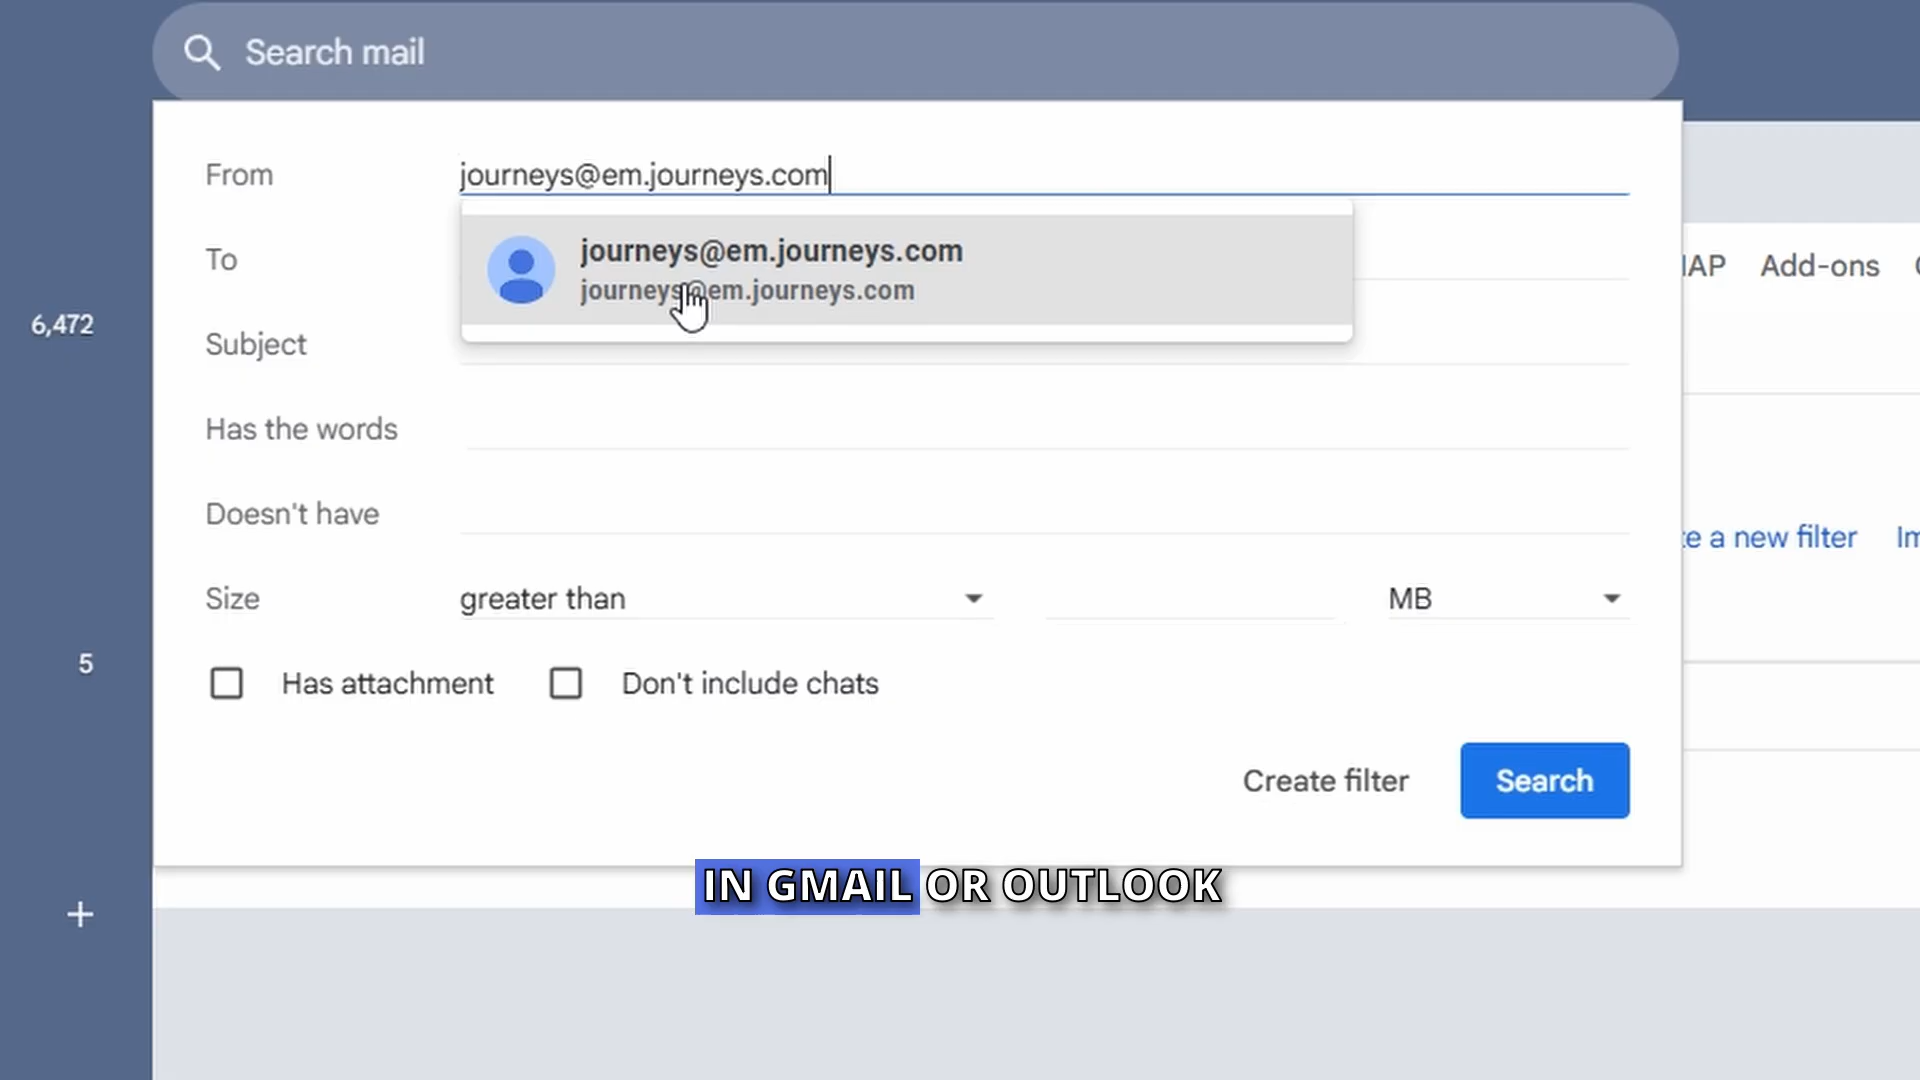 Search mail
From
journeys@em.journeys.com
journeys@em.journeys.com
journeys@em.journeys.com
To
Add-ons
6,472
Subject
Has the words
Doesn't have
a new filter
Size
greater than
MB
5
Has attachment
Don't include chats
Create filter
Search
IN GMAIL OR OUTLOOK